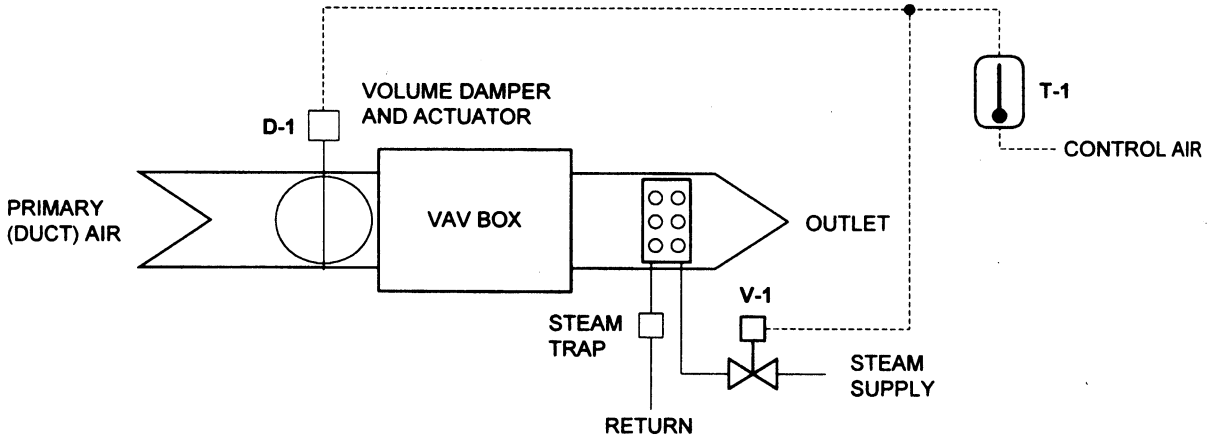 VOLUME DAMPER
AND ACTUATOR
D-1
T-1
CONTROL AIR
PRIMARY
(DUCT) AIR
VAV BOX
OUTLET
V-1
STEAM
TRAP
STEAM
SUPPLY
RETURN